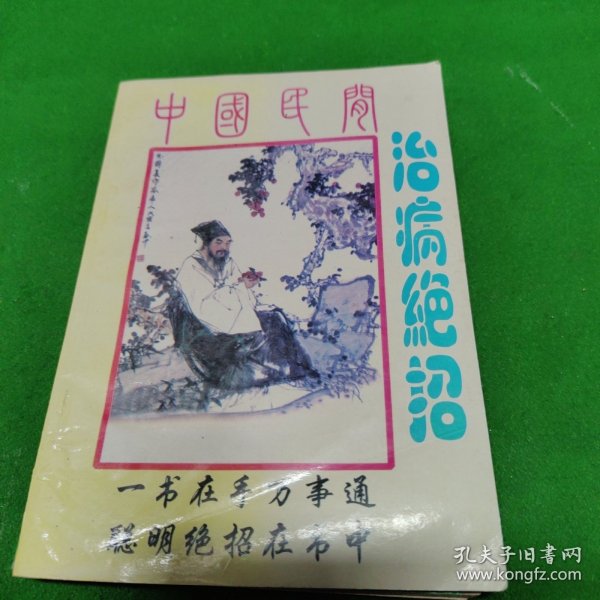 中國民間
治病絕招
一书在手万事通
聪明绝招在书中
孔夫子旧书网
www.kongfz.com